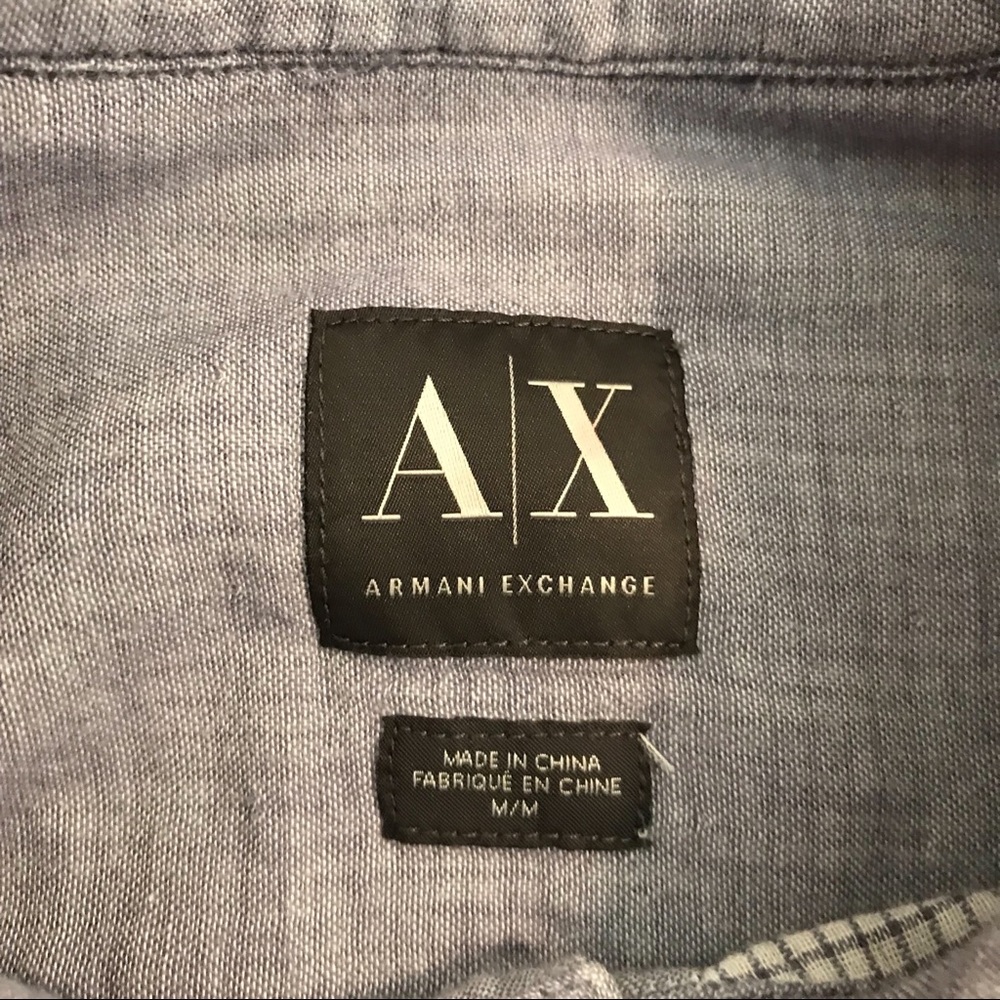 A|X
ARMANI EXCHANGE
MADE IN CHINA
FABRIQUÉ EN CHINE
M/M